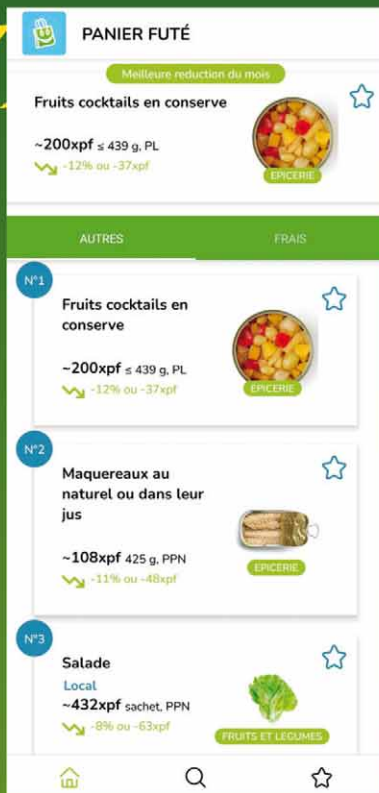 PANIER FUTÉ
Meilleure reduction du mois
Fruits cocktails en conserve
~200xpf ≤ 439 g, PL
-12% ou -37xpf
EPICERIE
AUTRES
FRAIS
N°1
Fruits cocktails en
conserve
~200xpf ≤ 439 g, PL
-12% ou -37xpf
EPICERIE
N°2
Maquereaux au
naturel ou dans leur
jus
~108xpf 425 g, PPN
-11% ou -48xpf
EPICERIE
N°3
Salade
Local
~432xpf sachet, PPN
-8% ou -63xpf
FRUITS ET LEGUMES